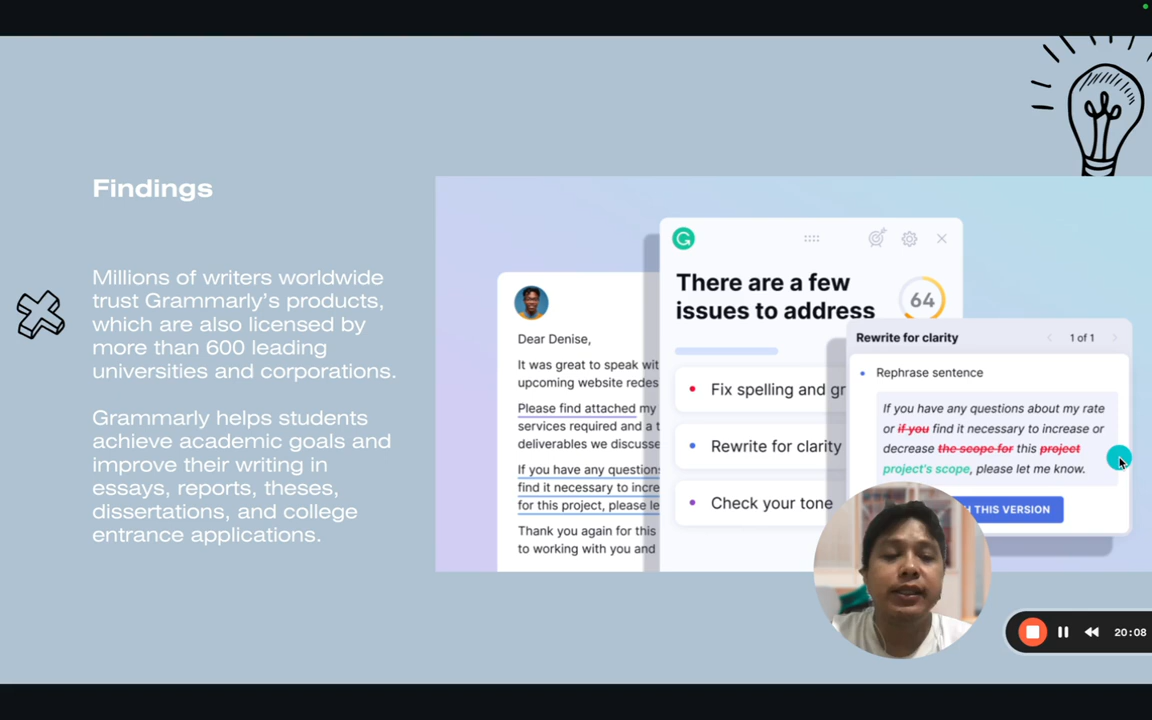 Findings
Millions of writers worldwide
trust Grammarly's products,
which are also licensed by
more than 600 leading
universities and corporations.
Grammarly helps students
achieve academic goals and
improve their writing in
essays, reports, theses,
dissertations, and college
entrance applications.
Dear Denise,
It was great to speak wit
upcoming website redes
Please find attached my
services required and a t
deliverables we discusse
If you have any question
find it necessary to incre
for this project, please le
Thank you again for this
to working with you and
G
There are a few
issues to address
64
Fix spelling and gr
Rewrite for clarity
Check your tone
Rewrite for clarity
1 of 1
Rephrase sentence
If you have any questions about my rate
or if you find it necessary to increase or
decrease the scope for this project
project's scope, please let me know.
THIS VERSION
20:08